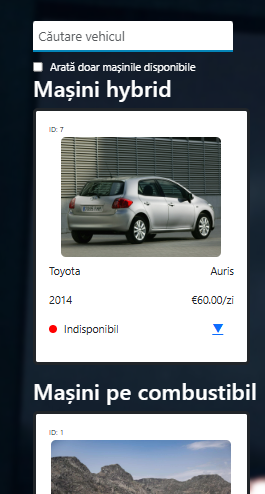 Căutare vehicul
Arată doar mașinile disponibile
Mașini hybrid
ID: 7
Toyota
Auris
2014
€60.00/zi
Indisponibil
Mașini pe combustibil
ID: 1